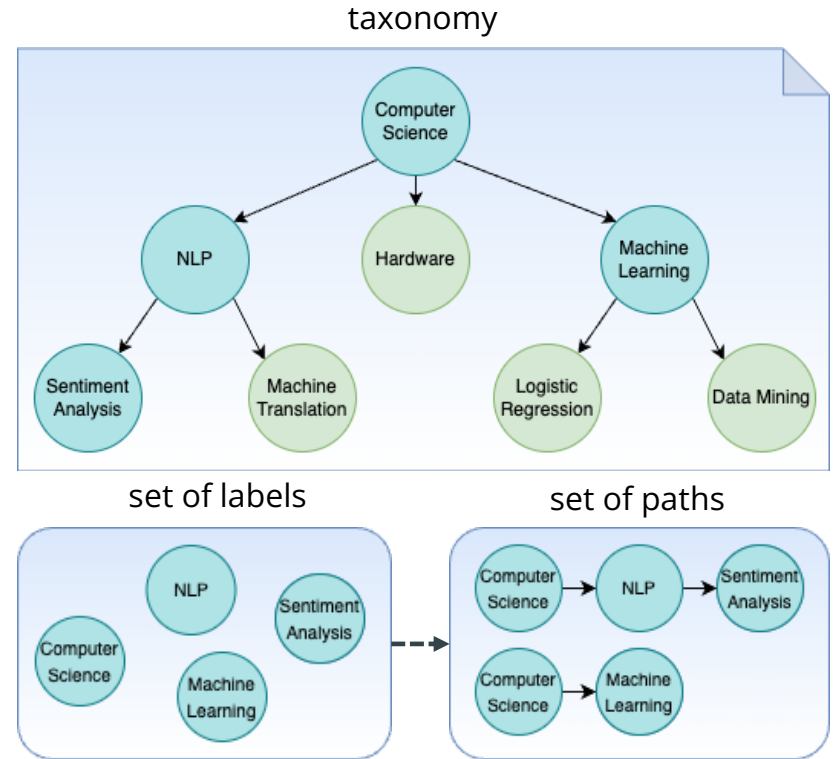 taxonomy
Computer
Science
NLP
Hardware
Machine
Learning
Sentiment
Analysis
Machine
Translation
Logistic
Regression
Data Mining
set of labels
set of paths
NLP
Sentiment
Analysis
Computer
Science
Machine
Learning
Computer
Science
NLP
Sentiment
Analysis
Computer
Science
Machine
Learning